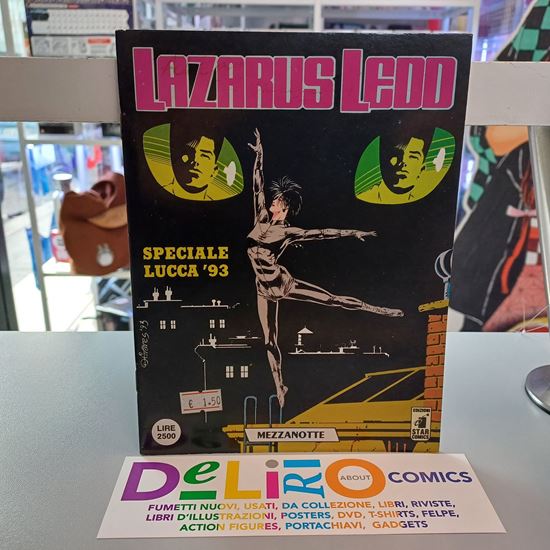 LAZARUS LEDD
SPECIALE
LUCCA '93
€ 1.50
LIRE
2500
MEZZANOTTE
EDIZIONI
STAR
COMICS
DeLiRiO
ABOUT
COMICS
FUMETTI NUOVI, USATI, DA COLLEZIONE, LIBRI, RIVISTE,
LIBRI D'ILLUSTRAZIONI, POSTERS, DVD, T-SHIRTS, FELPE,
ACTION FIGURES, PORTACHIAVI, GADGETS